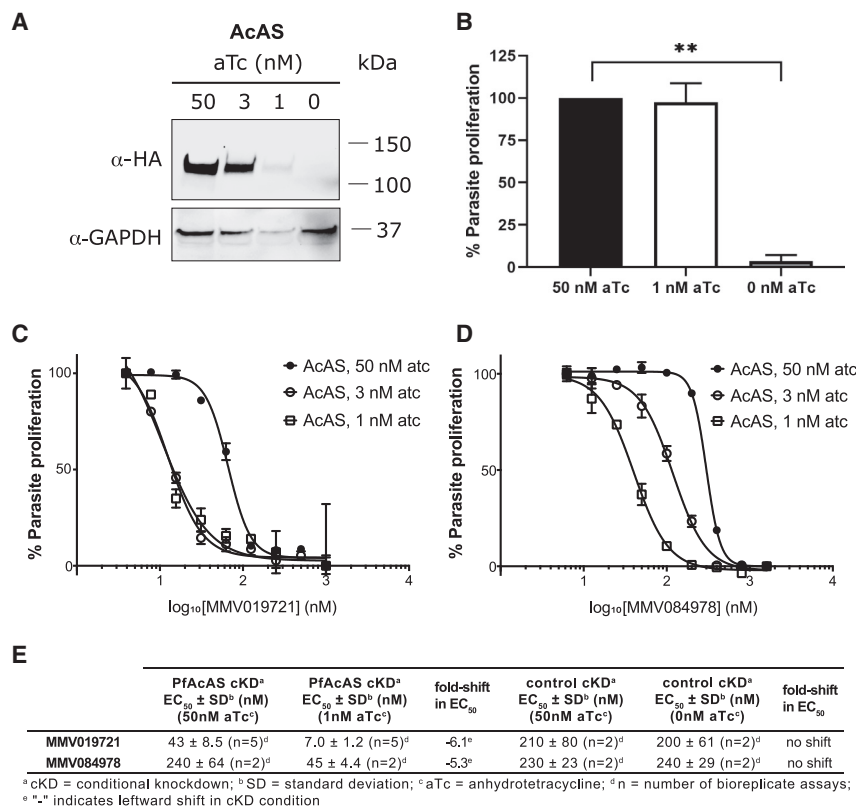 A
AcAS
aTc (nM) kDa
50 3 1 0
α-HA
150
100
α-GAPDH
37
B
**
% Parasite proliferation
125
100
75
50
25
0
50 nM aTc 1 nM aTc 0 nM aTc
C
% Parasite proliferation
100
50
0
1 2 3 4
log₁₀[MMV019721] (nM)
AcAS, 50 nM atc
AcAS, 3 nM atc
AcAS, 1 nM atc
D
% Parasite proliferation
100
50
0
1 2 3 4
log₁₀[MMV084978] (nM)
AcAS, 50 nM atc
AcAS, 3 nM atc
AcAS, 1 nM atc
E
PfAcAS cKDᵃ EC₅₀ ± SDᵇ (nM) (50nM aTcᶜ) PfAcAS cKDᵃ EC₅₀ ± SDᵇ (nM) (1nM aTcᶜ) fold-shift in EC₅₀ control cKDᵃ EC₅₀ ± SDᵇ (nM) (50nM aTcᶜ) control cKDᵃ EC₅₀ ± SDᵇ (nM) (0nM aTcᶜ) fold-shift in EC₅₀
MMV019721 43 ± 8.5 (n=5)ᵈ 7.0 ± 1.2 (n=5)ᵈ -6.1ᵉ 210 ± 80 (n=2)ᵈ 200 ± 61 (n=2)ᵈ no shift
MMV084978 240 ± 64 (n=2)ᵈ 45 ± 4.4 (n=2)ᵈ -5.3ᵉ 230 ± 23 (n=2)ᵈ 240 ± 29 (n=2)ᵈ no shift
ᵃ cKD = conditional knockdown; ᵇ SD = standard deviation; ᶜ aTc = anhydrotetracycline; ᵈ n = number of bioreplicate assays;
ᵉ "-" indicates leftward shift in cKD condition